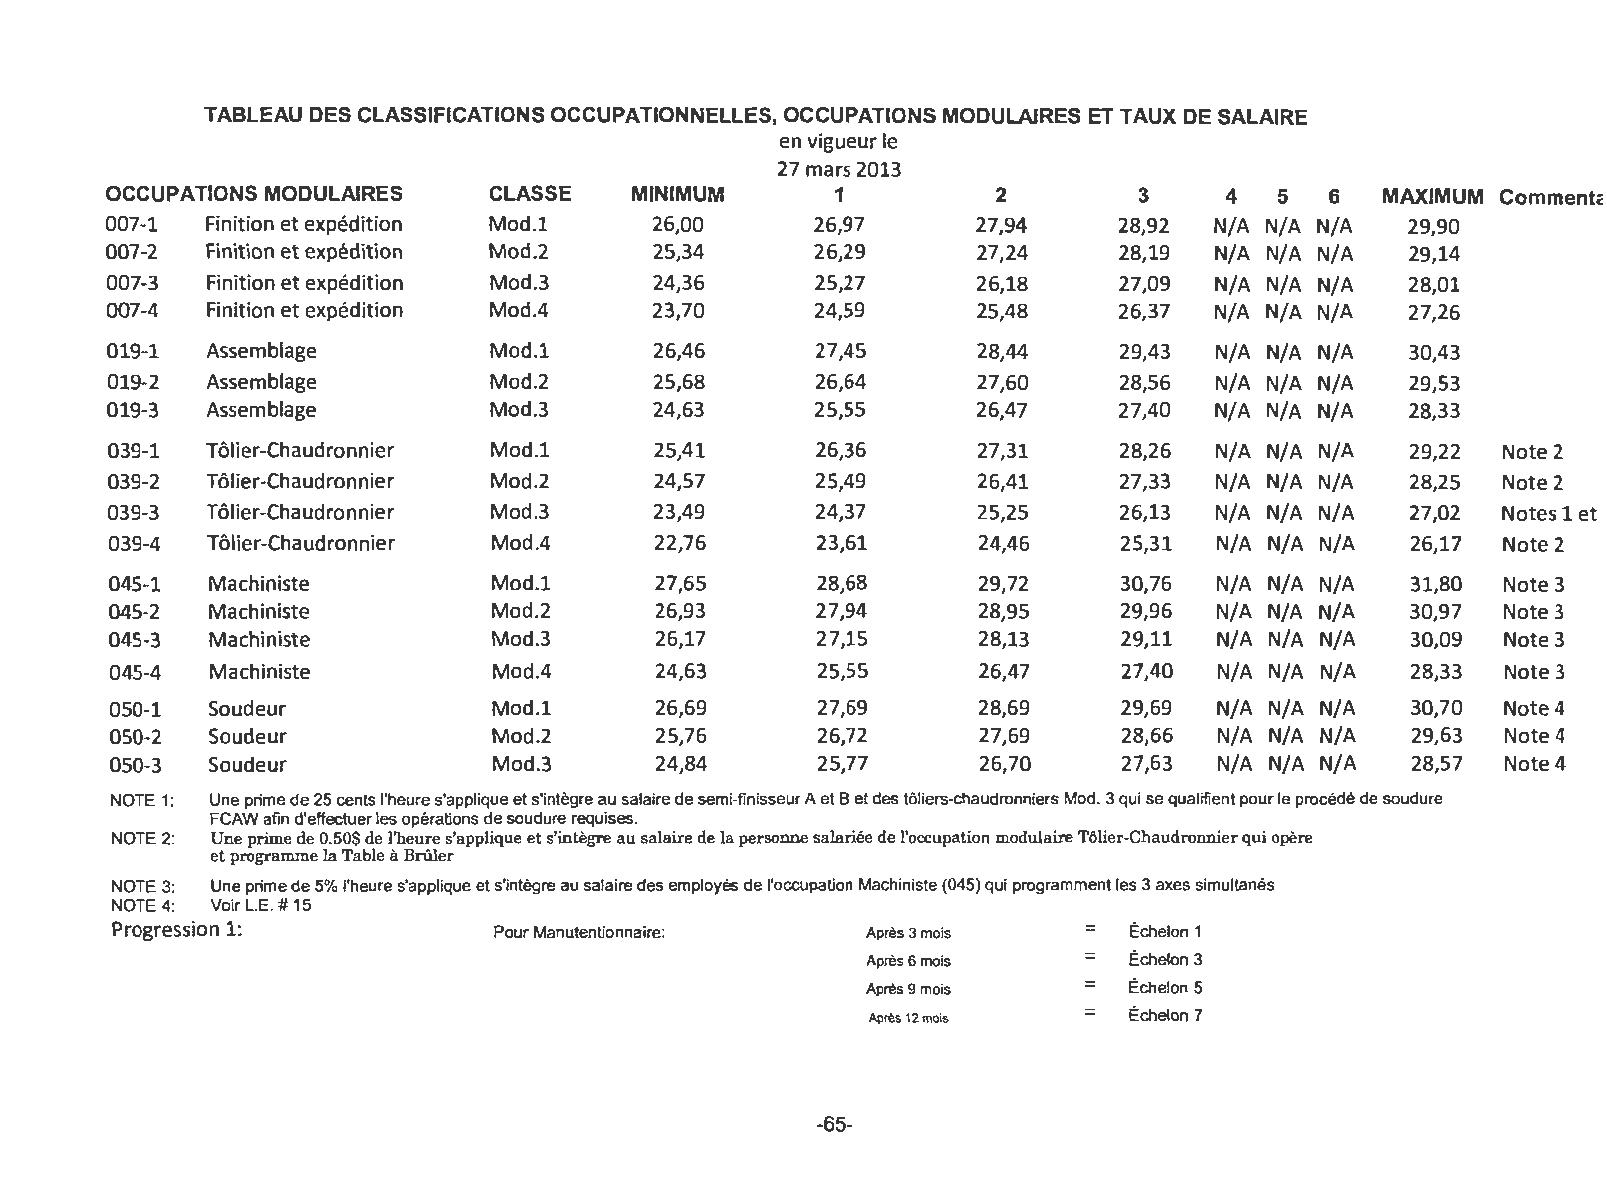 TABLEAU DES CLASSIFICATIONS OCCUPATIONNELLES, OCCUPATIONS MODULAIRES ET TAUX DE SALAIRE
en vigueur le
27 mars 2013
OCCUPATIONS MODULAIRES CLASSE MINIMUM 1 2 3 4 5 6 MAXIMUM Commenta
007-1 Finition et expédition Mod.1 26,00 26,97 27,94 28,92 N/A N/A N/A 29,90
007-2 Finition et expédition Mod.2 25,34 26,29 27,24 28,19 N/A N/A N/A 29,14
007-3 Finition et expédition Mod.3 24,36 25,27 26,18 27,09 N/A N/A N/A 28,01
007-4 Finition et expédition Mod.4 23,70 24,59 25,48 26,37 N/A N/A N/A 27,26
019-1 Assemblage Mod.1 26,46 27,45 28,44 29,43 N/A N/A N/A 30,43
019-2 Assemblage Mod.2 25,68 26,64 27,60 28,56 N/A N/A N/A 29,53
019-3 Assemblage Mod.3 24,63 25,55 26,47 27,40 N/A N/A N/A 28,33
039-1 Tôlier-Chaudronnier Mod.1 25,41 26,36 27,31 28,26 N/A N/A N/A 29,22 Note 2
039-2 Tôlier-Chaudronnier Mod.2 24,57 25,49 26,41 27,33 N/A N/A N/A 28,25 Note 2
039-3 Tôlier-Chaudronnier Mod.3 23,49 24,37 25,25 26,13 N/A N/A N/A 27,02 Notes 1 et
039-4 Tôlier-Chaudronnier Mod.4 22,76 23,61 24,46 25,31 N/A N/A N/A 26,17 Note 2
045-1 Machiniste Mod.1 27,65 28,68 29,72 30,76 N/A N/A N/A 31,80 Note 3
045-2 Machiniste Mod.2 26,93 27,94 28,95 29,96 N/A N/A N/A 30,97 Note 3
045-3 Machiniste Mod.3 26,17 27,15 28,13 29,11 N/A N/A N/A 30,09 Note 3
045-4 Machiniste Mod.4 24,63 25,55 26,47 27,40 N/A N/A N/A 28,33 Note 3
050-1 Soudeur Mod.1 26,69 27,69 28,69 29,69 N/A N/A N/A 30,70 Note 4
050-2 Soudeur Mod.2 25,76 26,72 27,69 28,66 N/A N/A N/A 29,63 Note 4
050-3 Soudeur Mod.3 24,84 25,77 26,70 27,63 N/A N/A N/A 28,57 Note 4
NOTE 1: Une prime de 25 cents l'heure s'applique et s'intègre au salaire de semi-finisseur A et B et des tôliers-chaudronniers Mod. 3 qui se qualifient pour le procédé de soudure
FCAW afin d'effectuer les opérations de soudure requises.
NOTE 2: Une prime de 0.50$ de l'heure s'applique et s'intègre au salaire de la personne salariée de l'occupation modulaire Tôlier-Chaudronnier qui opère
et programme la Table à Brûler
NOTE 3: Une prime de 5% l'heure s'applique et s'intègre au salaire des employés de l'occupation Machiniste (045) qui programment les 3 axes simultanés
NOTE 4: Voir L.E. # 15
Progression 1: Pour Manutentionnaire: Après 3 mois = Échelon 1
Après 6 mois = Échelon 3
Après 9 mois = Échelon 5
Après 12 mois = Échelon 7
-65-